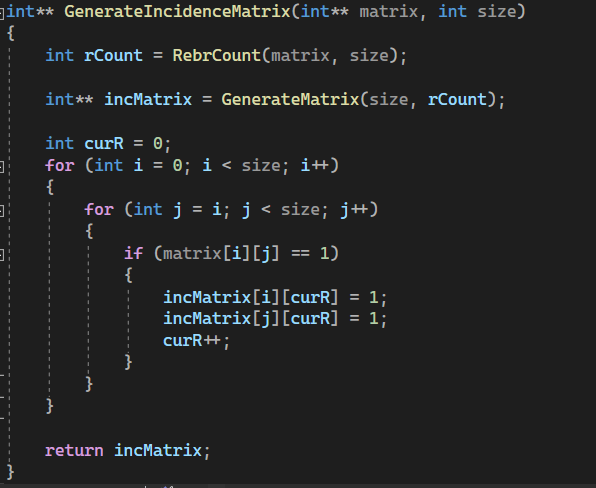 int** GenerateIncidenceMatrix(int** matrix, int size)
{
    int rCount = RebrCount(matrix, size);

    int** incMatrix = GenerateMatrix(size, rCount);

    int curR = 0;
    for (int i = 0; i < size; i++)
    {
        for (int j = i; j < size; j++)
        {
            if (matrix[i][j] == 1)
            {
                incMatrix[i][curR] = 1;
                incMatrix[j][curR] = 1;
                curR++;
            }
        }
    }

    return incMatrix;
}